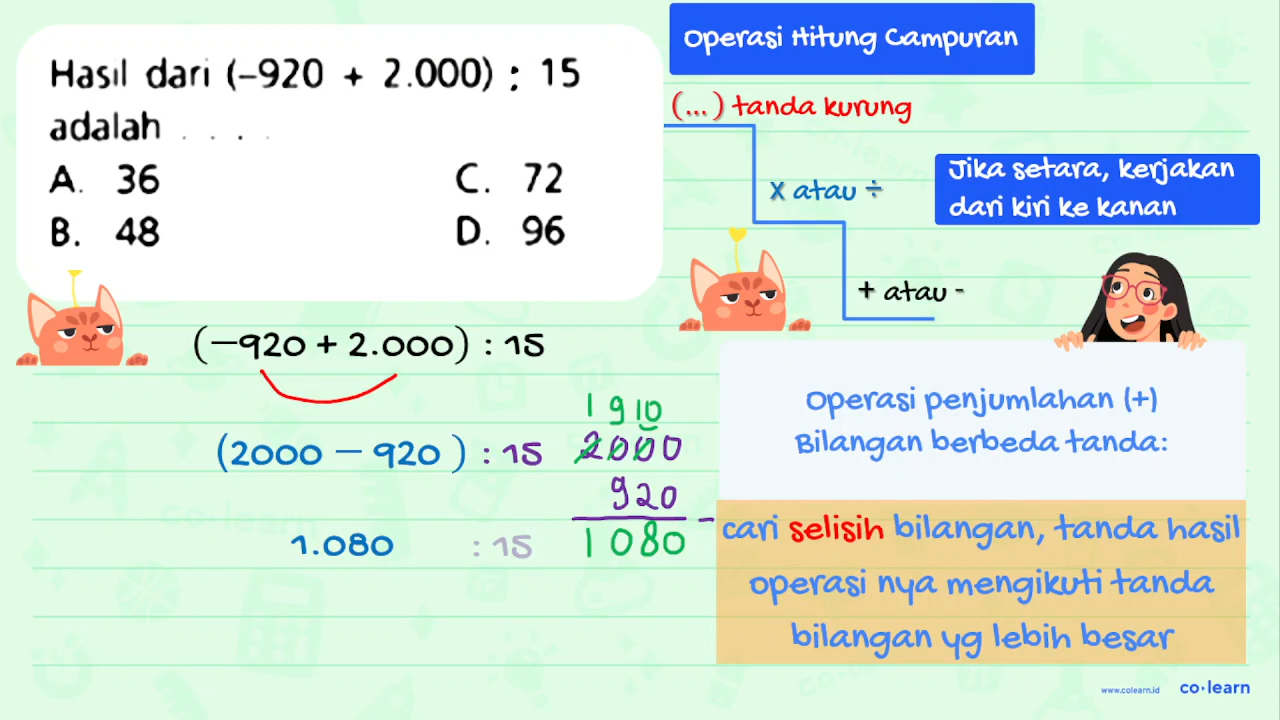 Hasil dari (-920 + 2.000) : 15
adalah . . . .
A. 36
B. 48
C. 72
D. 96
Operasi Hitung Campuran
(...) tanda kurung
x atau ÷
+ atau -
Jika setara, kerjakan
dari kiri ke kanan
(-920 + 2.000) : 15
(2000 - 920 ) : 15
1.080 : 15
1 9 10
2000
920
-
1080
Operasi penjumlahan (+)
Bilangan berbeda tanda:
cari selisih bilangan, tanda hasil
operasi nya mengikuti tanda
bilangan yg lebih besar
www.colearn.id
co·learn